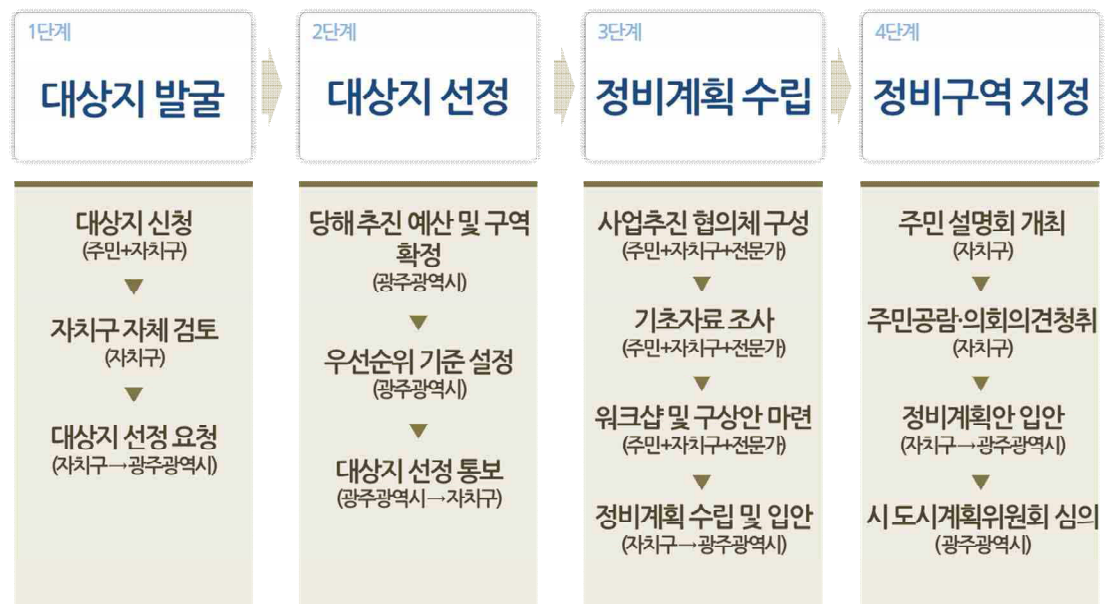 1단계
대상지 발굴
대상지 신청
(주민+자치구)
자치구 자체 검토
(자치구)
대상지 선정 요청
(자치구→광주광역시)
2단계
대상지 선정
당해 추진 예산 및 구역
확정
(광주광역시)
우선순위 기준 설정
(광주광역시)
대상지 선정 통보
(광주광역시→자치구)
3단계
정비계획 수립
사업추진 협의체 구성
(주민+자치구+전문가)
기초자료 조사
(주민+자치구+전문가)
워크샵 및 구상안 마련
(주민+자치구+전문가)
정비계획 수립 및 입안
(자치구→광주광역시)
4단계
정비구역 지정
주민 설명회 개최
(자치구)
주민공람·의회의견청취
(자치구)
정비계획안 입안
(자치구→광주광역시)
시 도시계획위원회 심의
(광주광역시)